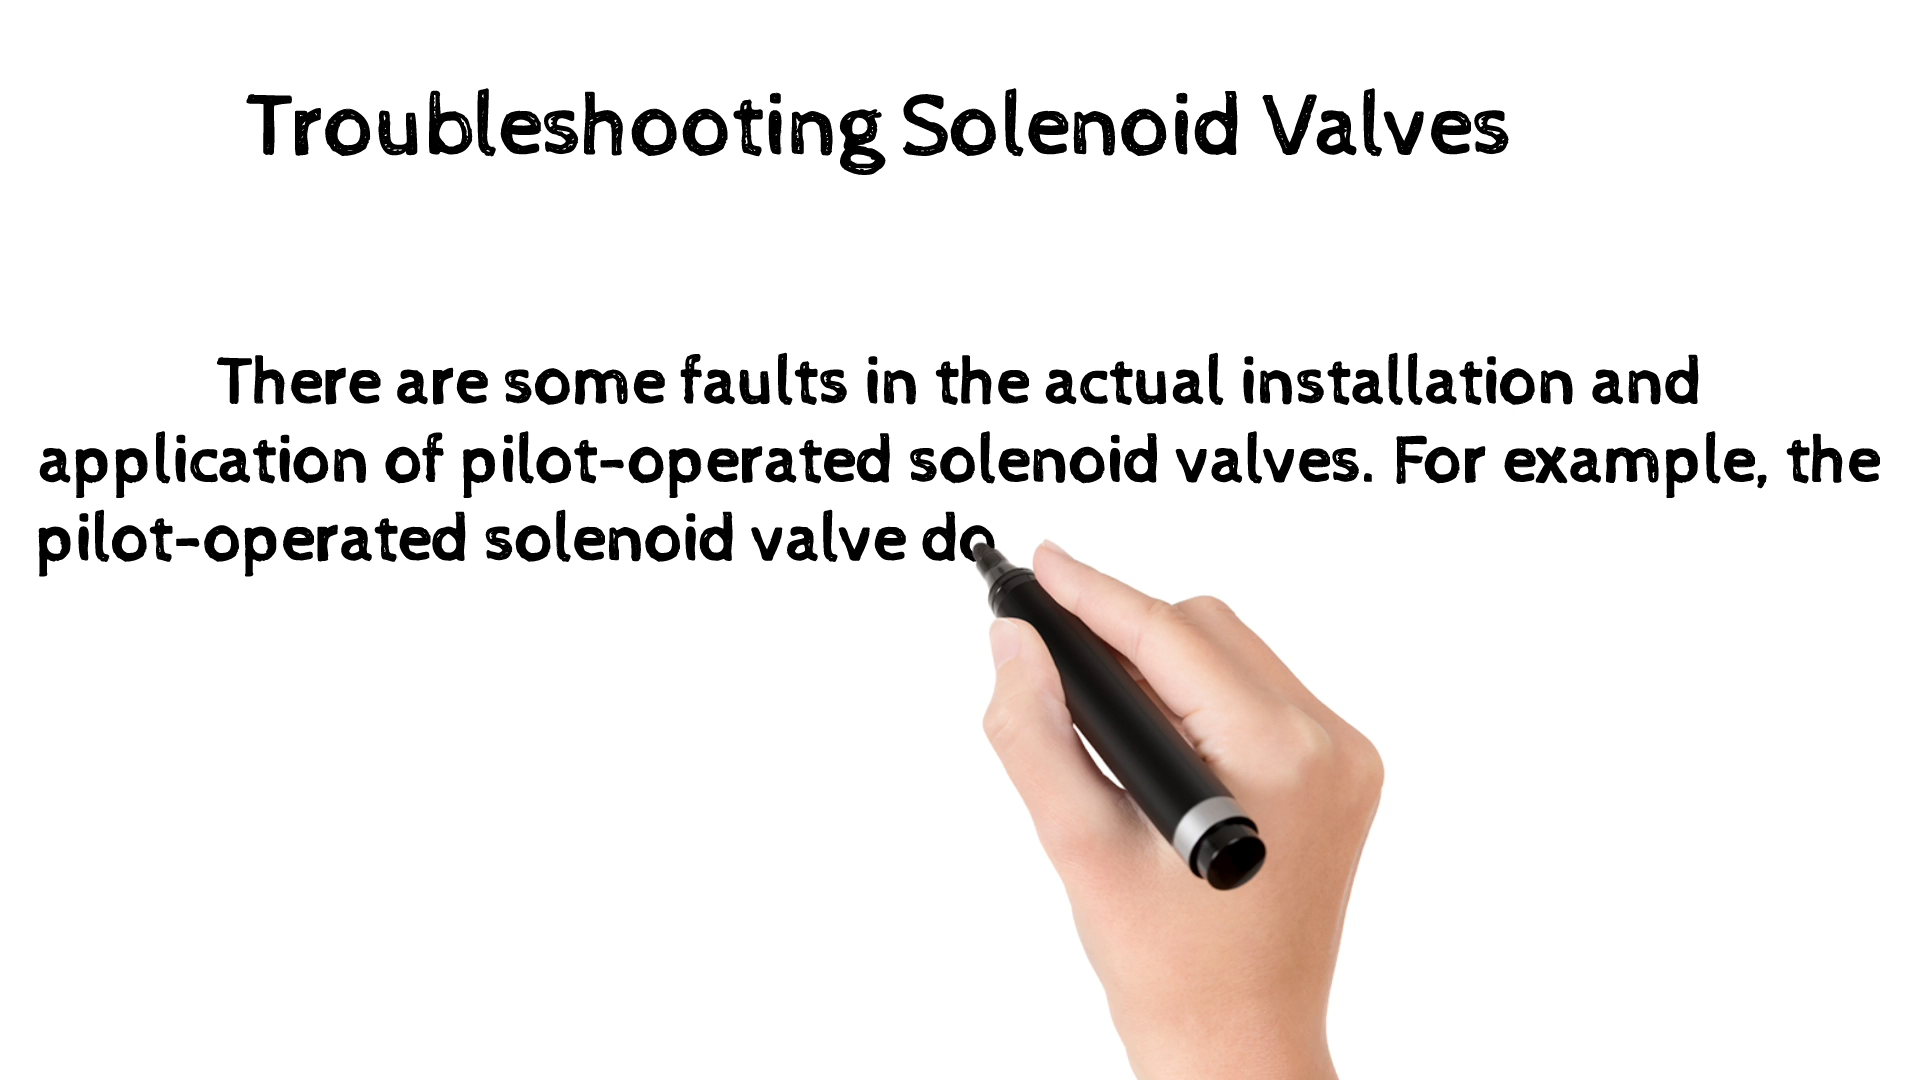 Troubleshooting Solenoid Valves
There are some faults in the actual installation and
application of pilot-operated solenoid valves. For example, the
pilot-operated solenoid valve do